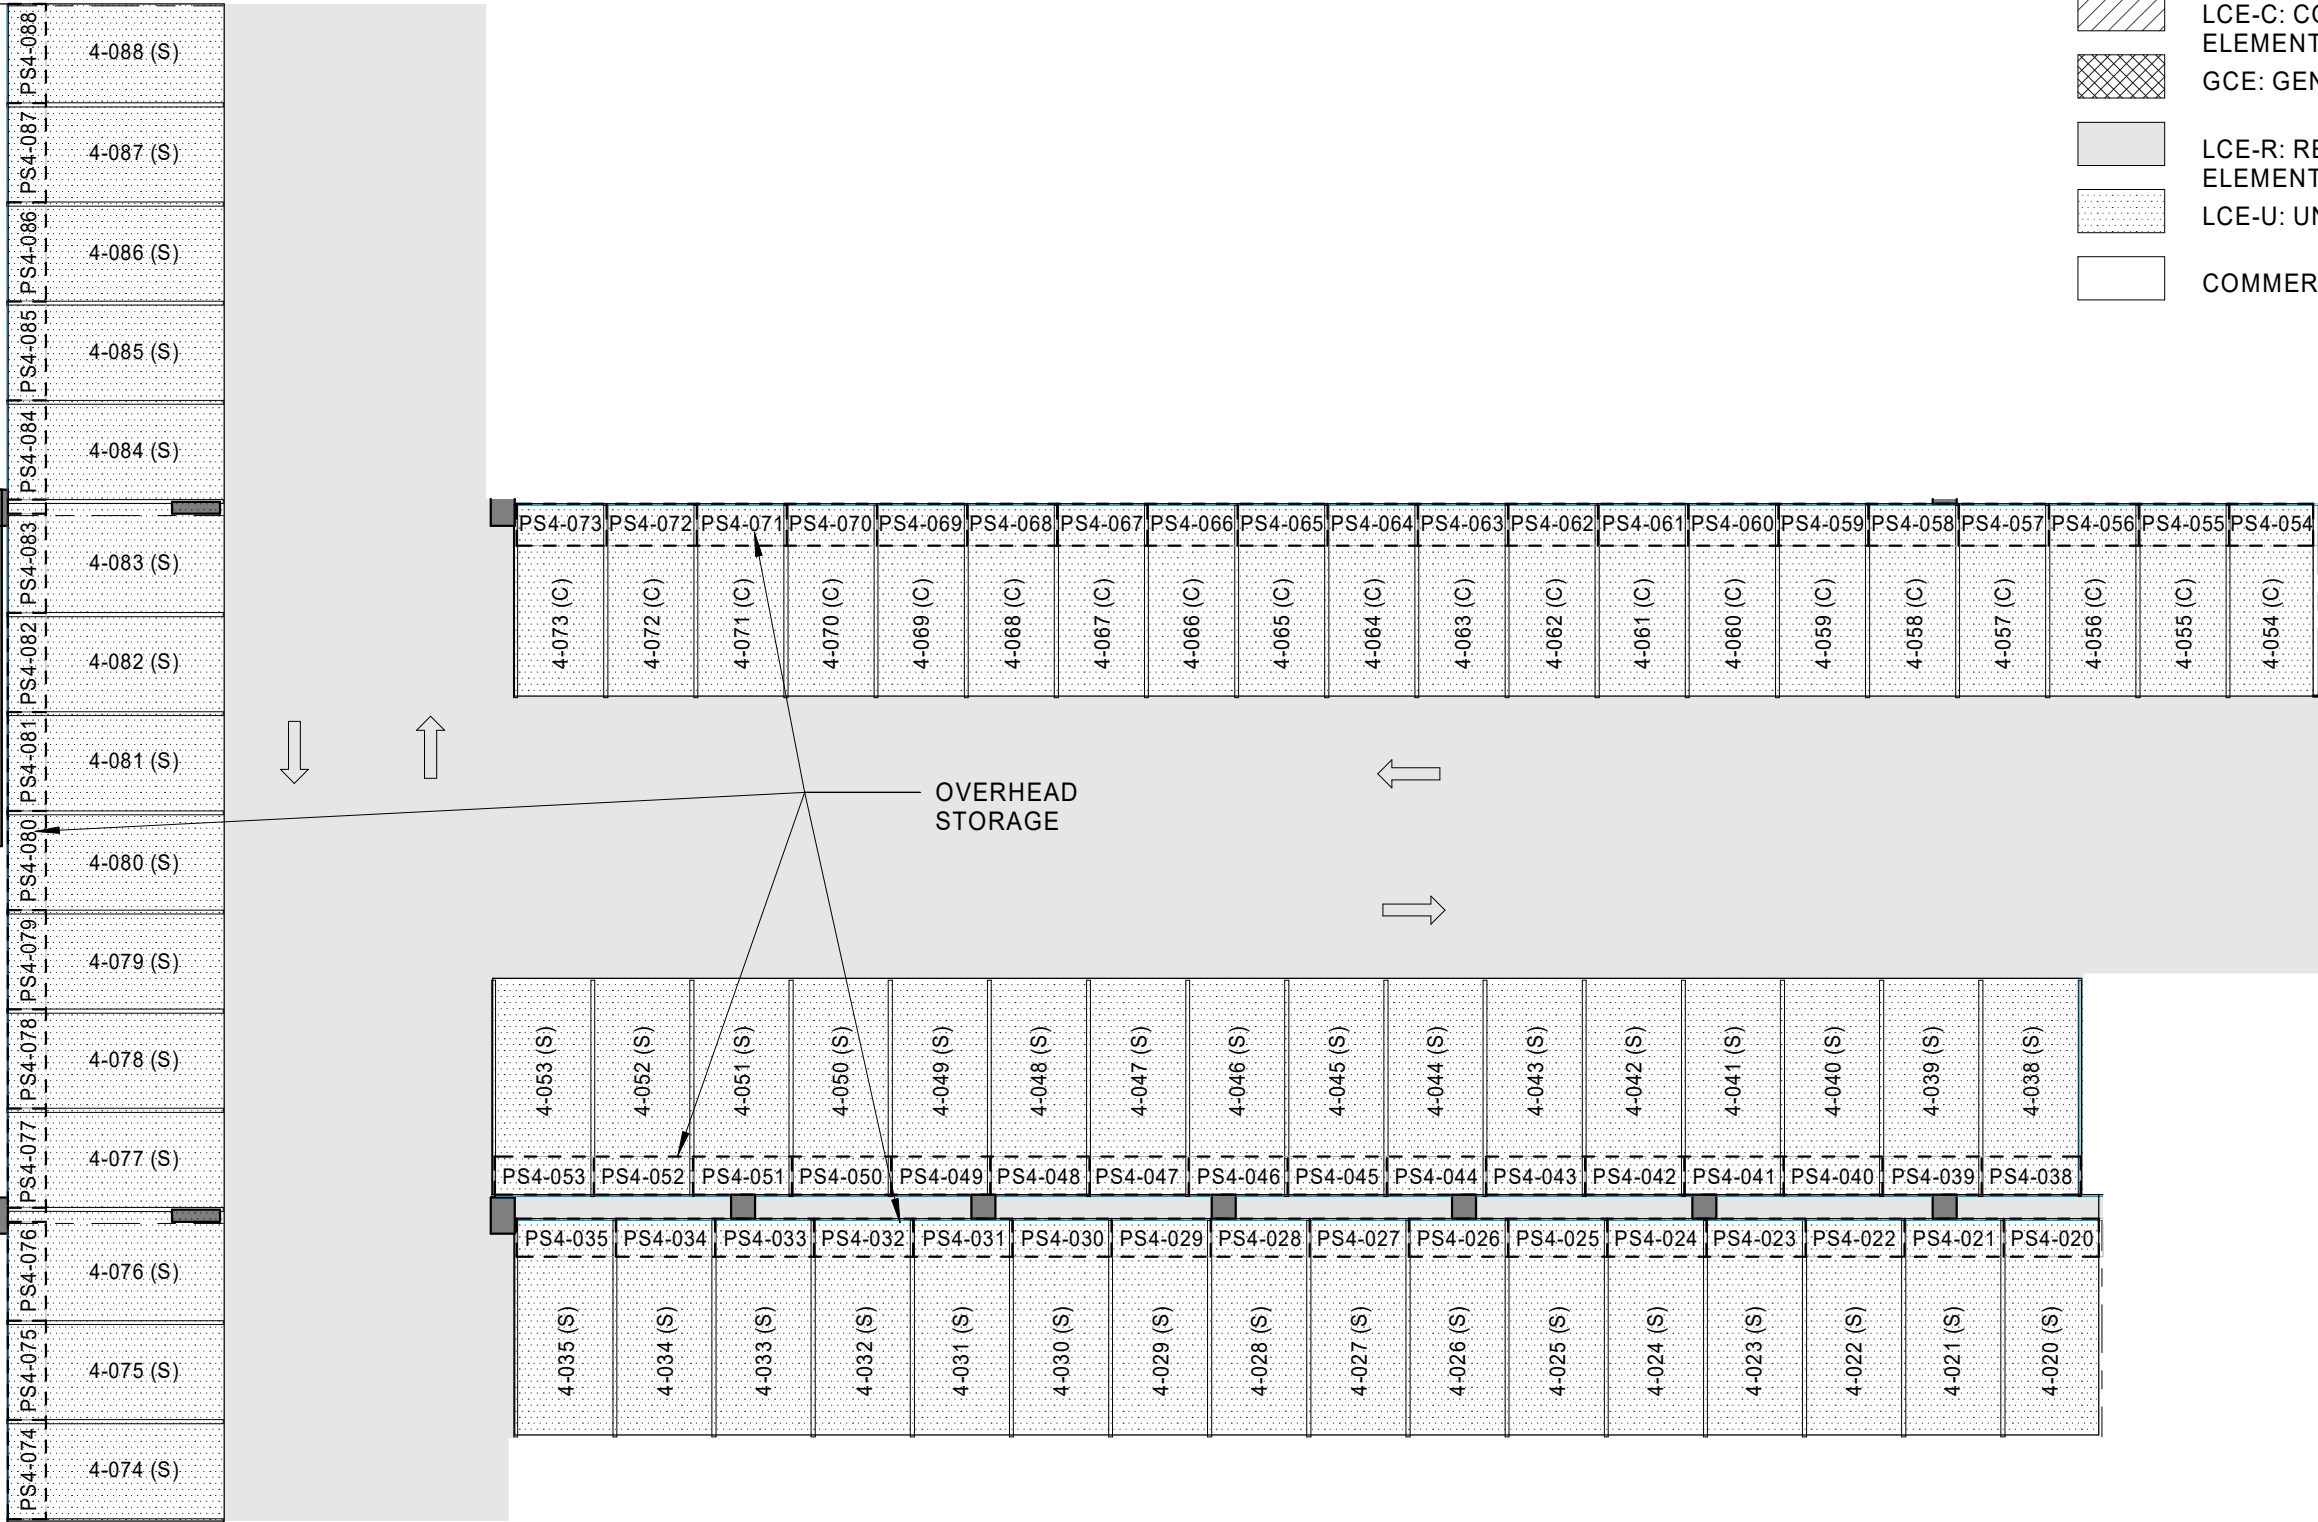 LCE-C: CO
ELEMENT
GCE: GEN
LCE-R: RE
ELEMENT
LCE-U: UN
COMMER
PS4-088 4-088 (S)
PS4-087 4-087 (S)
PS4-086 4-086 (S)
PS4-085 4-085 (S)
PS4-084 4-084 (S)
PS4-083 4-083 (S)
PS4-082 4-082 (S)
PS4-081 4-081 (S)
PS4-080 4-080 (S)
PS4-079 4-079 (S)
PS4-078 4-078 (S)
PS4-077 4-077 (S)
PS4-076 4-076 (S)
PS4-075 4-075 (S)
PS4-074 4-074 (S)
PS4-073 PS4-072 PS4-071 PS4-070 PS4-069 PS4-068 PS4-067 PS4-066 PS4-065 PS4-064 PS4-063 PS4-062 PS4-061 PS4-060 PS4-059 PS4-058 PS4-057 PS4-056 PS4-055 PS4-054
4-073 (C) 4-072 (C) 4-071 (C) 4-070 (C) 4-069 (C) 4-068 (C) 4-067 (C) 4-066 (C) 4-065 (C) 4-064 (C) 4-063 (C) 4-062 (C) 4-061 (C) 4-060 (C) 4-059 (C) 4-058 (C) 4-057 (C) 4-056 (C) 4-055 (C) 4-054 (C)
OVERHEAD
STORAGE
4-053 (S) 4-052 (S) 4-051 (S) 4-050 (S) 4-049 (S) 4-048 (S) 4-047 (S) 4-046 (S) 4-045 (S) 4-044 (S) 4-043 (S) 4-042 (S) 4-041 (S) 4-040 (S) 4-039 (S) 4-038 (S)
PS4-053 PS4-052 PS4-051 PS4-050 PS4-049 PS4-048 PS4-047 PS4-046 PS4-045 PS4-044 PS4-043 PS4-042 PS4-041 PS4-040 PS4-039 PS4-038
PS4-035 PS4-034 PS4-033 PS4-032 PS4-031 PS4-030 PS4-029 PS4-028 PS4-027 PS4-026 PS4-025 PS4-024 PS4-023 PS4-022 PS4-021 PS4-020
4-035 (S) 4-034 (S) 4-033 (S) 4-032 (S) 4-031 (S) 4-030 (S) 4-029 (S) 4-028 (S) 4-027 (S) 4-026 (S) 4-025 (S) 4-024 (S) 4-023 (S) 4-022 (S) 4-021 (S) 4-020 (S)